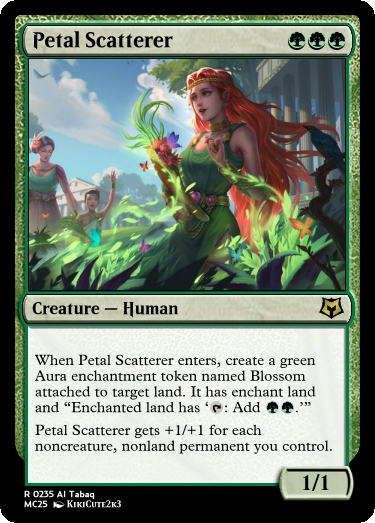 Petal Scatterer
Creature — Human
When Petal Scatterer enters, create a green
Aura enchantment token named Blossom
attached to target land. It has enchant land
and “Enchanted land has ‘: Add .’”
Petal Scatterer gets +1/+1 for each
noncreature, nonland permanent you control.
1/1
R 0235 Al Tabaq
MC25 KikiCute2k3